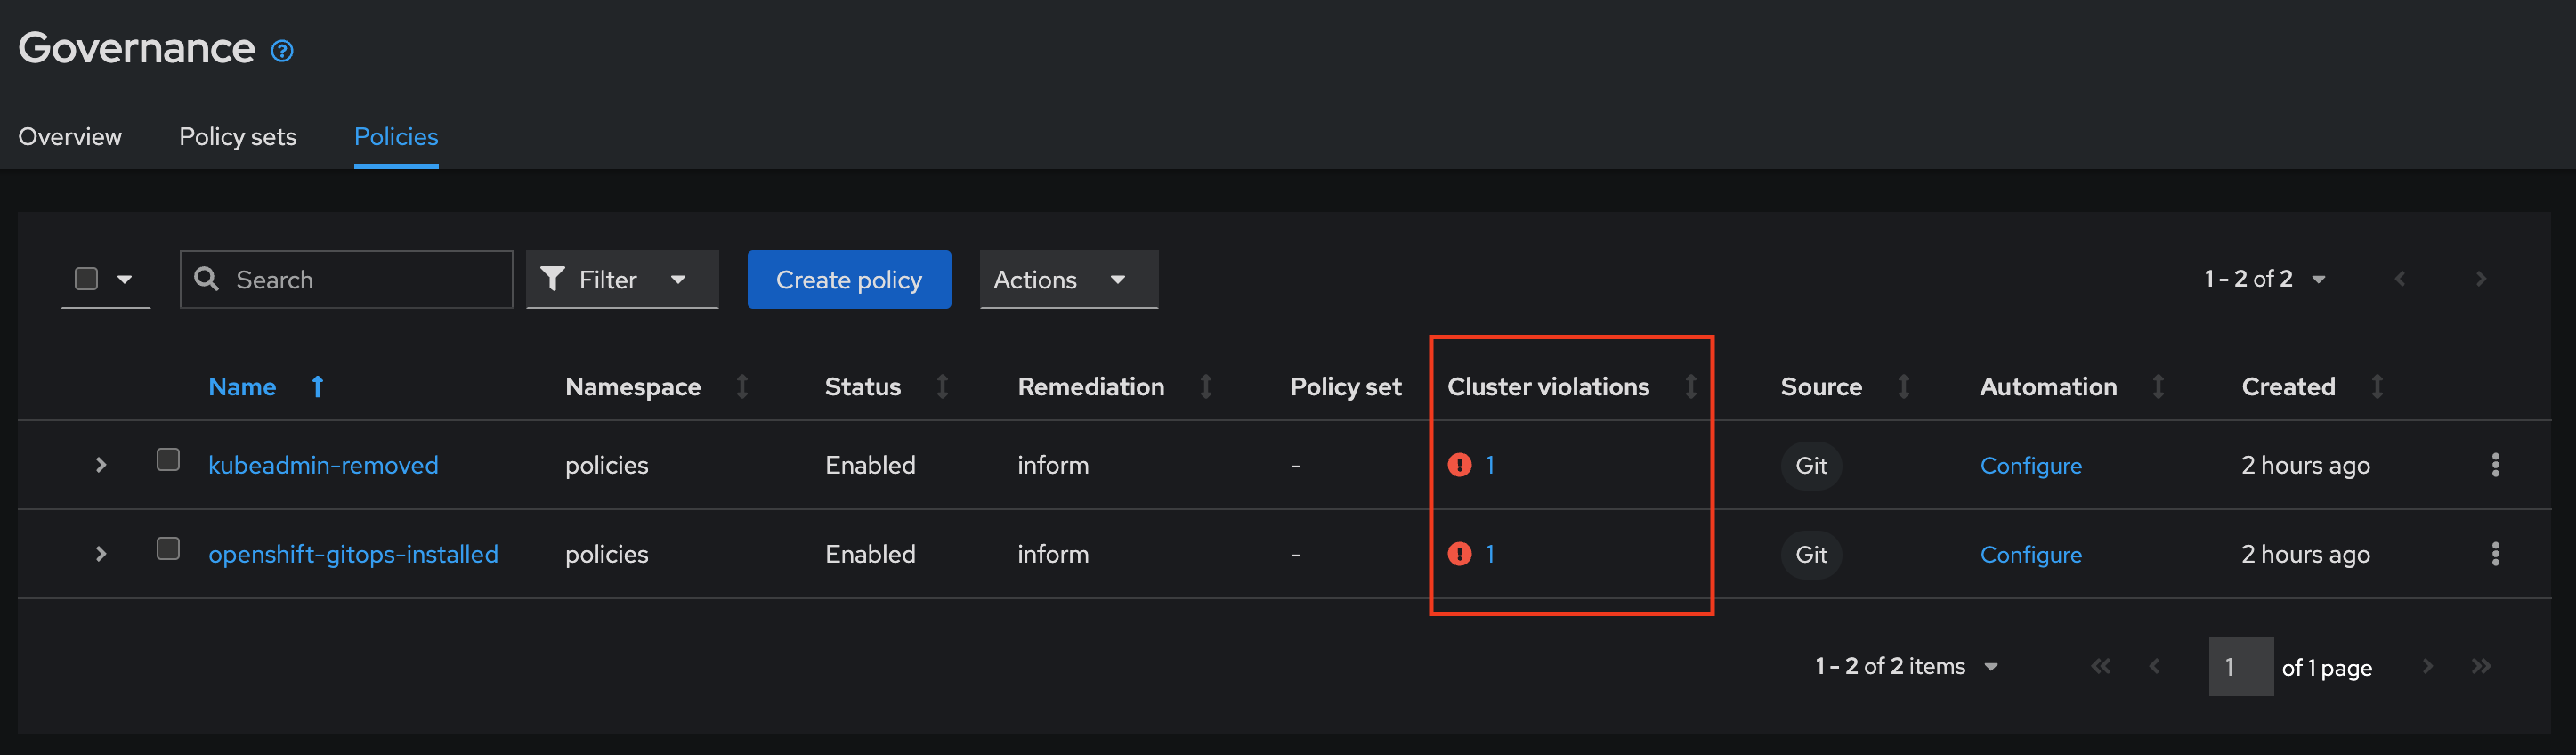 Governance
Overview Policy sets Policies
Search Filter Create policy Actions 1 - 2 of 2
Name Namespace Status Remediation Policy set Cluster violations Source Automation Created
kubeadmin-removed policies Enabled inform - 1 Git Configure 2 hours ago
openshift-gitops-installed policies Enabled inform - 1 Git Configure 2 hours ago
1 - 2 of 2 items 1 of 1 page